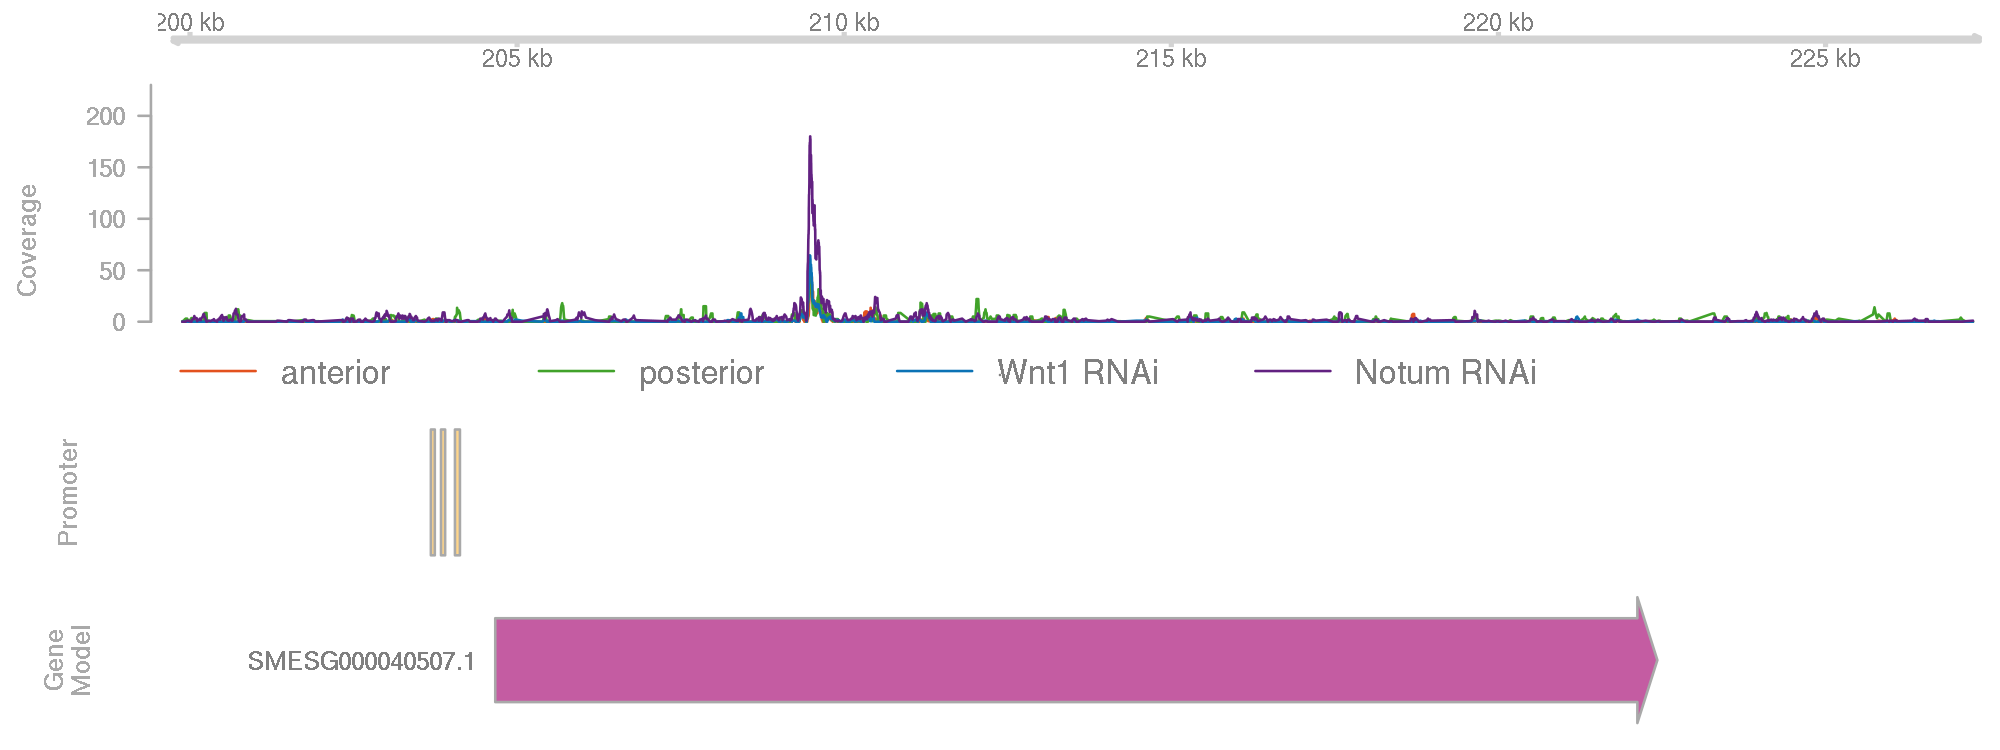 200 kb 210 kb 220 kb
205 kb 215 kb 225 kb
Coverage
200
150
100
50
0
anterior posterior Wnt1 RNAi Notum RNAi
Promoter
Gene
Model
SMESG000040507.1